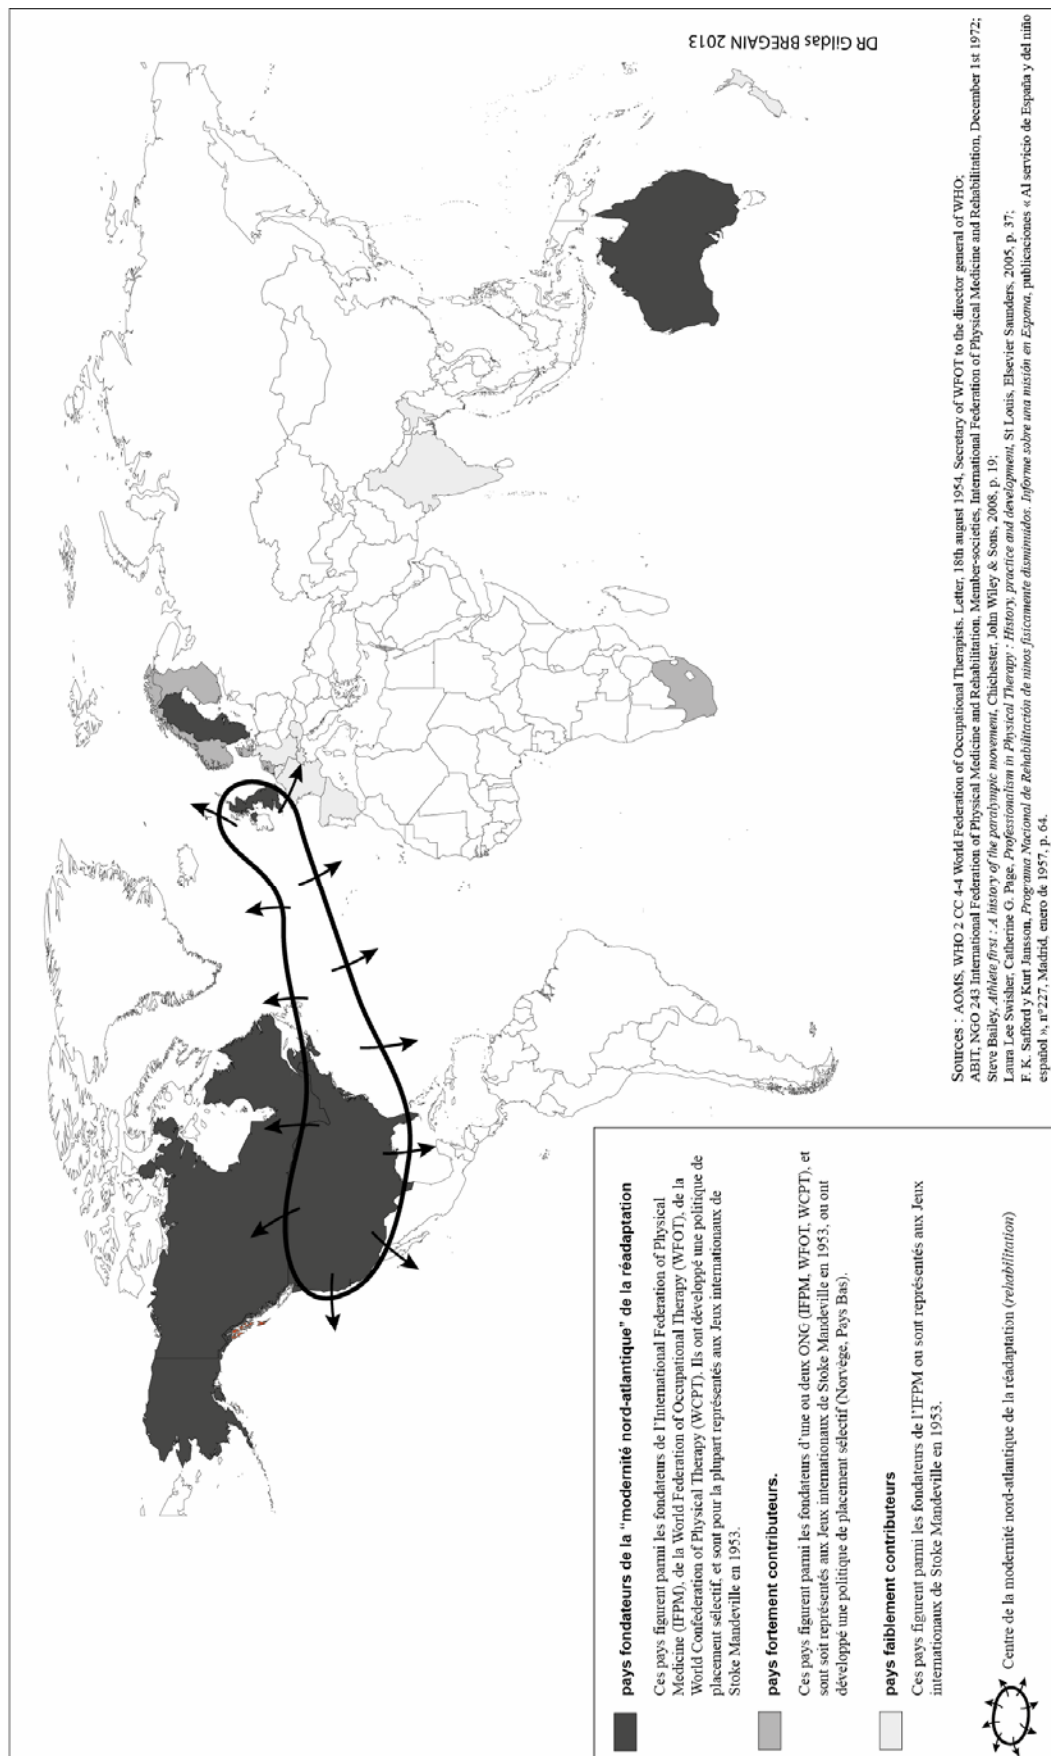 DR Gildas BREGAIN 2013
Sources : AOMS, WHO 2 CC 4-4 World Federation of Occupational Therapists. Letter, 18th august 1954, Secretary of WFOT to the director general of WHO;
ABIT, NGO 243 International Federation of Physical Medicine and Rehabilitation, Member-societies, International Federation of Physical Medicine and Rehabilitation, December 1st 1972;
Steve Bailey, Athlete first : A history of the paralympic movement, Chichester, John Wiley & Sons, 2008, p. 19;
Laura Lee Swisher, Catherine G. Page, Professionalism in Physical Therapy : History, practice and development, St Louis, Elsevier Saunders, 2005, p. 37;
F. K. Safford y Kurt Jansson, Programa Nacional de Rehabilitación de ninos fisicamente disminuidos. Informe sobre una misión en Espana, publicaciones « Al servicio de España y del niño
español », n°227, Madrid, enero de 1957, p. 64.
pays fondateurs de la "modernité nord-atlantique" de la réadaptation
Ces pays figurent parmi les fondateurs de l'International Federation of Physical
Medicine (IFPM), de la World Federation of Occupational Therapy (WFOT), de la
World Confederation of Physical Therapy (WCPT). Ils ont développé une politique de
placement sélectif, et sont pour la plupart représentés aux Jeux internationaux de
Stoke Mandeville en 1953.
pays fortement contributeurs.
Ces pays figurent parmi les fondateurs d'une ou deux ONG (IFPM, WFOT, WCPT), et
sont soit représentés aux Jeux internationaux de Stoke Mandeville en 1953, ou ont
développé une politique de placement sélectif (Norvège, Pays Bas).
pays faiblement contributeurs
Ces pays figurent parmi les fondateurs de l'IFPM ou sont représentés aux Jeux
internationaux de Stoke Mandeville en 1953.
Centre de la modernité nord-atlantique de la réadaptation (rehabilitation)